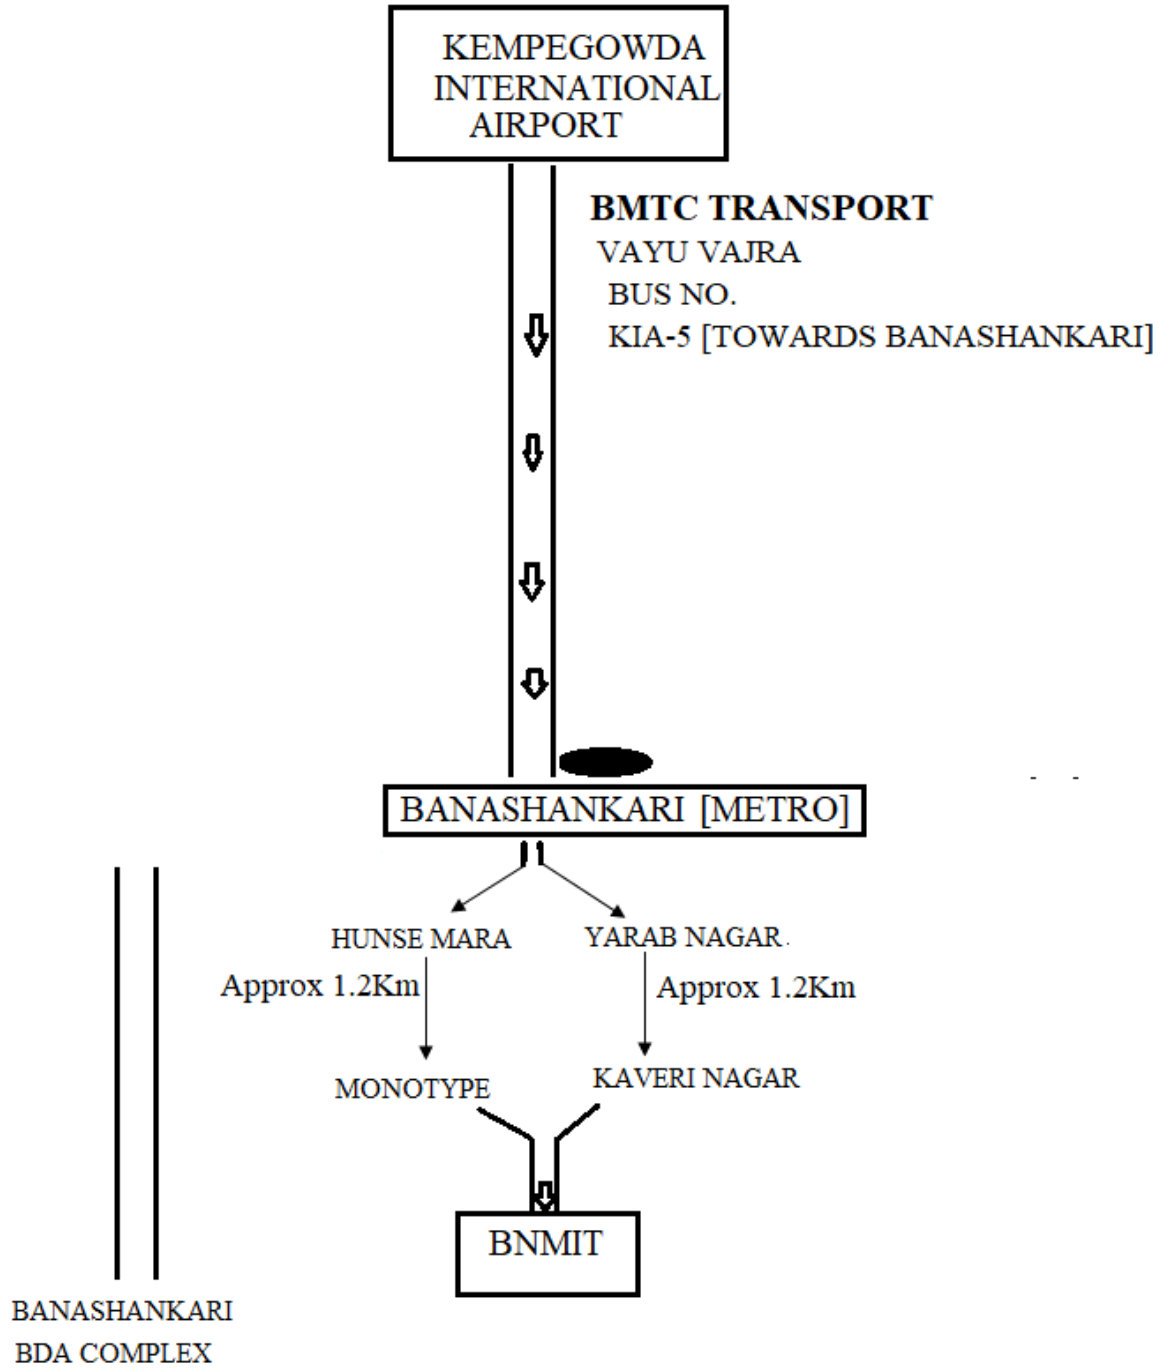 KEMPEGOWDA
INTERNATIONAL
AIRPORT
BMTC TRANSPORT
VAYU VAJRA
BUS NO.
KIA-5 [TOWARDS BANASHANKARI]
BANASHANKARI [METRO]
HUNSE MARA
YARAB NAGAR.
Approx 1.2Km
Approx 1.2Km
MONOTYPE
KAVERI NAGAR
BNMIT
BANASHANKARI
BDA COMPLEX